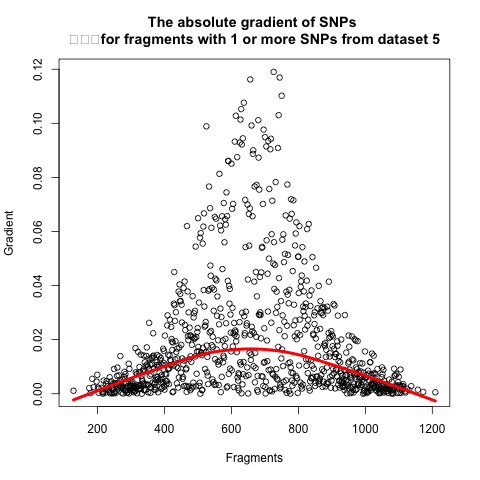 The absolute gradient of SNPs
□□□for fragments with 1 or more SNPs from dataset 5
Gradient
0.12
0.10
0.08
0.06
0.04
0.02
0.00
200 400 600 800 1000 1200
Fragments